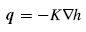 q = −K∇h